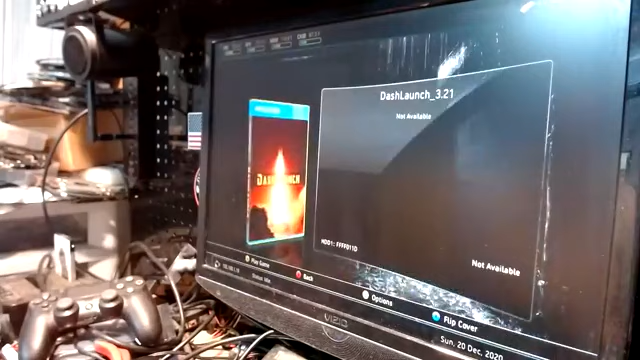 DashLaunch_3.21
Not Available
DASHLAUNCH
HDD1: FFFF011D
Not Available
Play Game
Back
Options
Flip Cover
VIZIO
Sun, 20 Dec, 2020